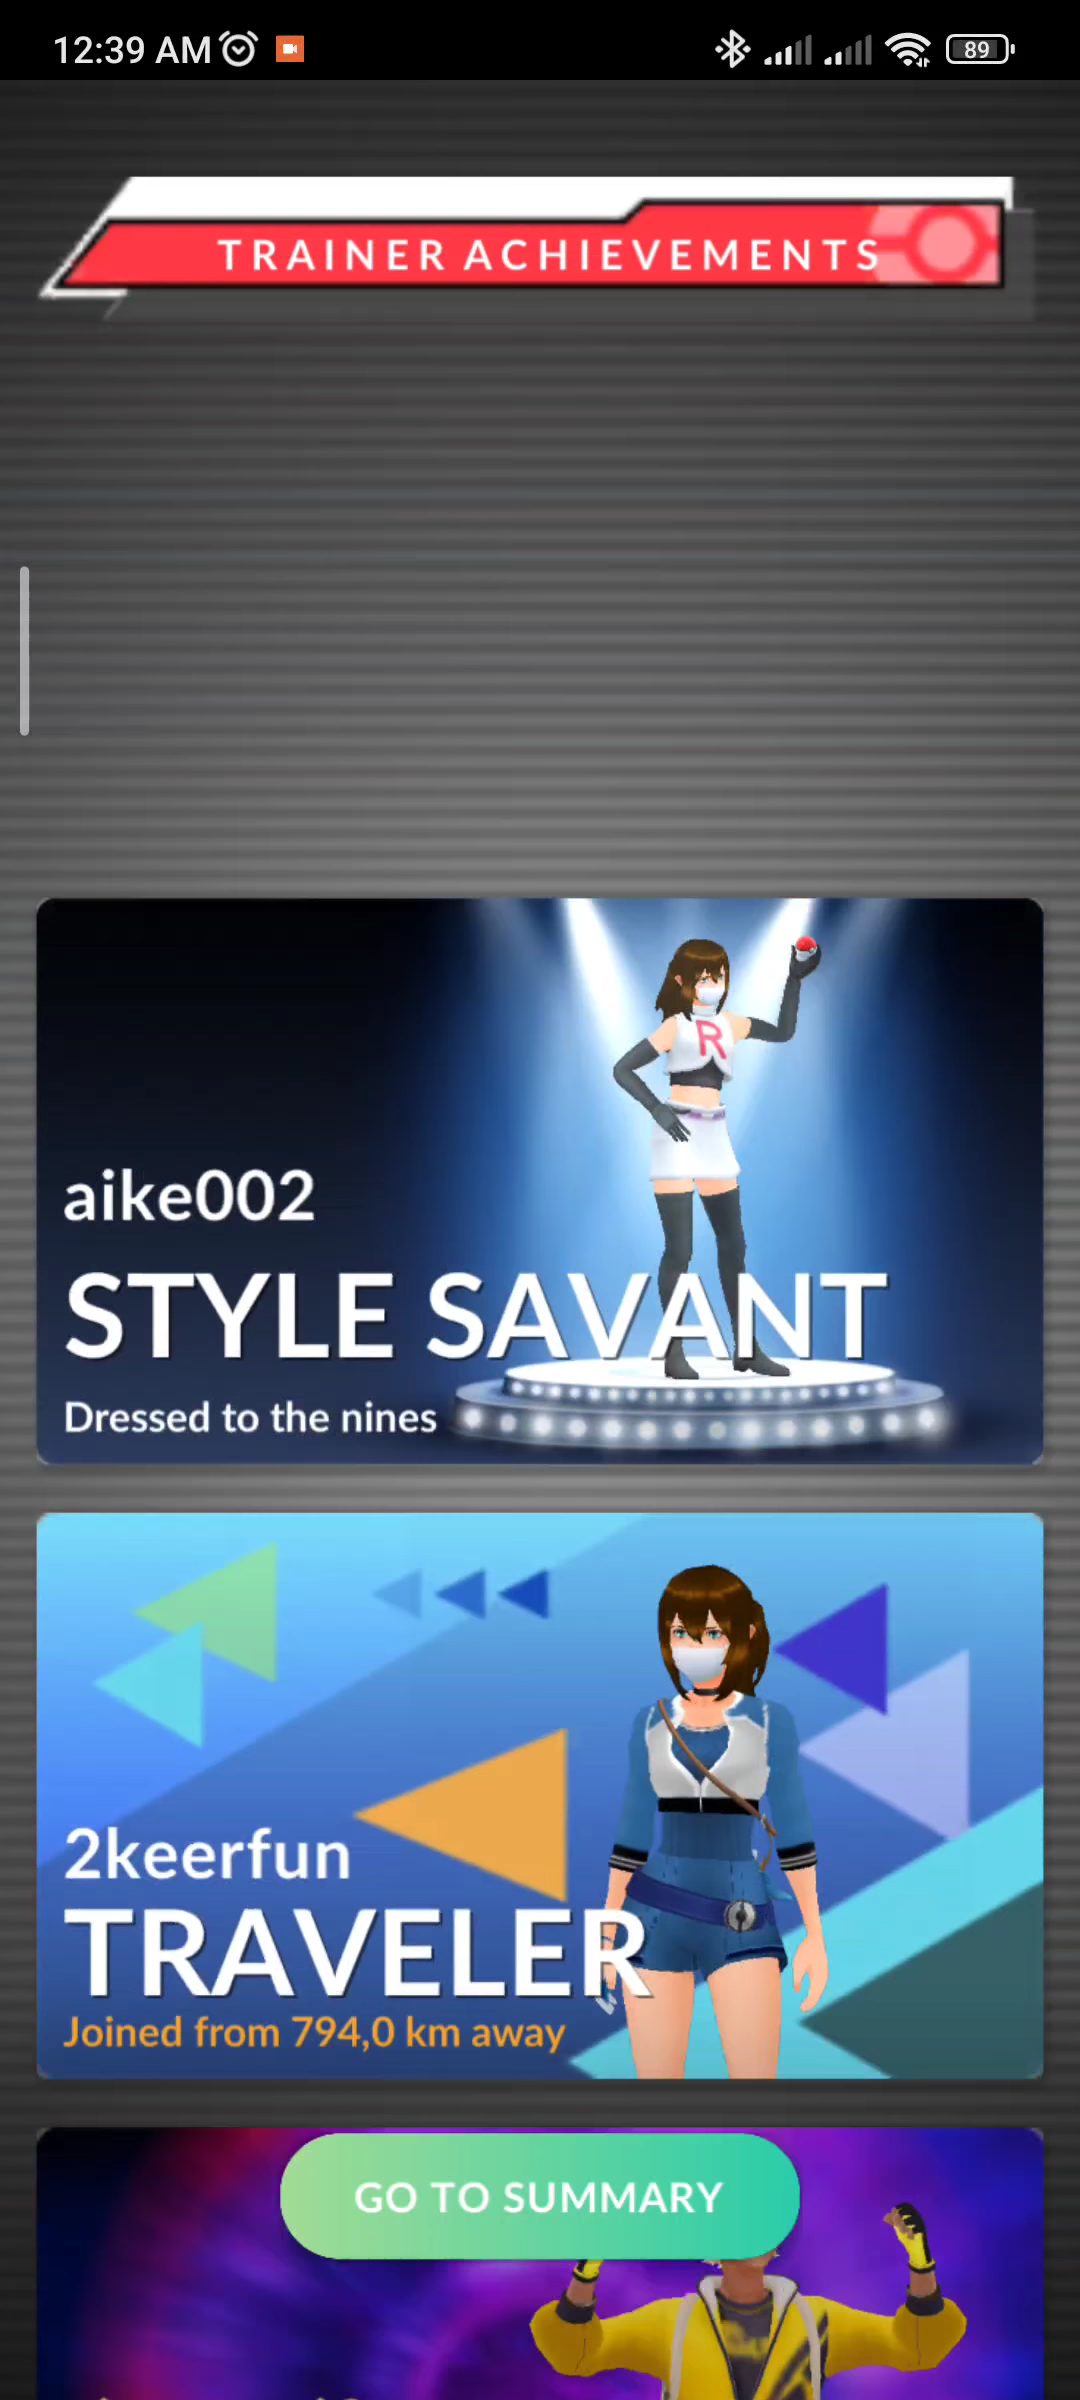 12:39 AM
89
TRAINER ACHIEVEMENTS
R
aike002
STYLE SAVANT
Dressed to the nines
2keerfun
TRAVELER
Joined from 794,0 km away
GO TO SUMMARY